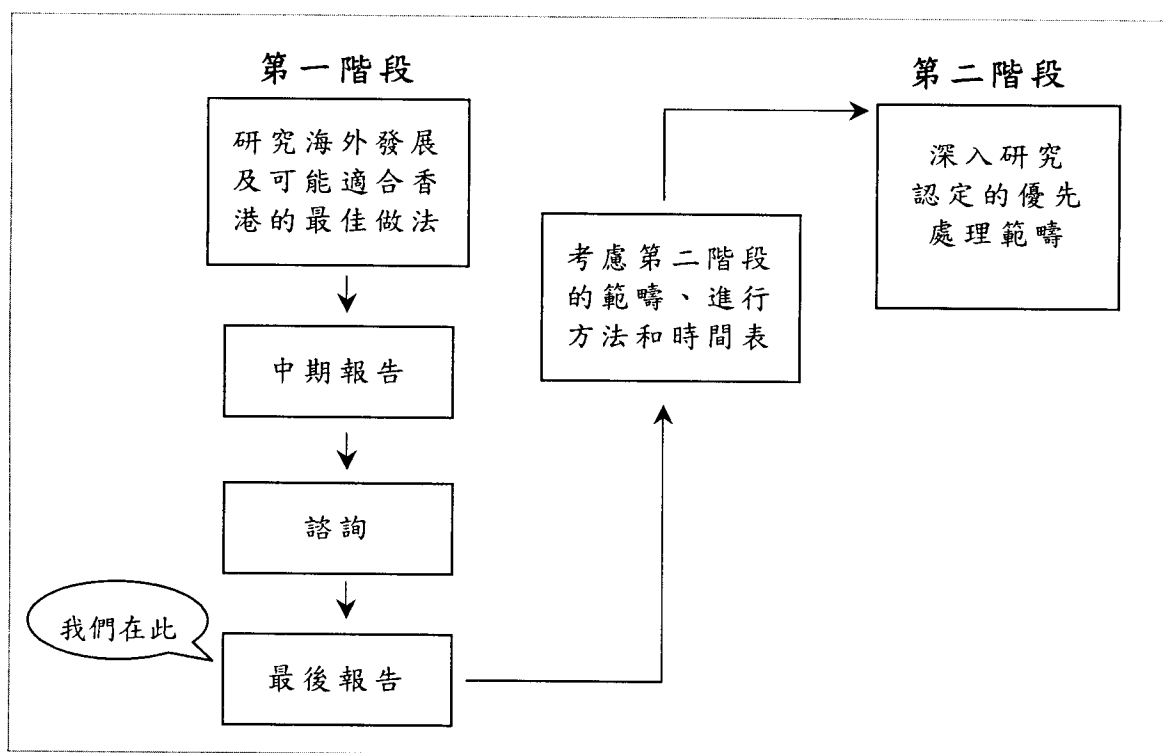 第一階段
研究海外發展
及可能適合香
港的最佳做法
中期報告
諮詢
我們在此
最後報告
考慮第二階段
的範疇、進行
方法和時間表
第二階段
深入研究
認定的優先
處理範疇